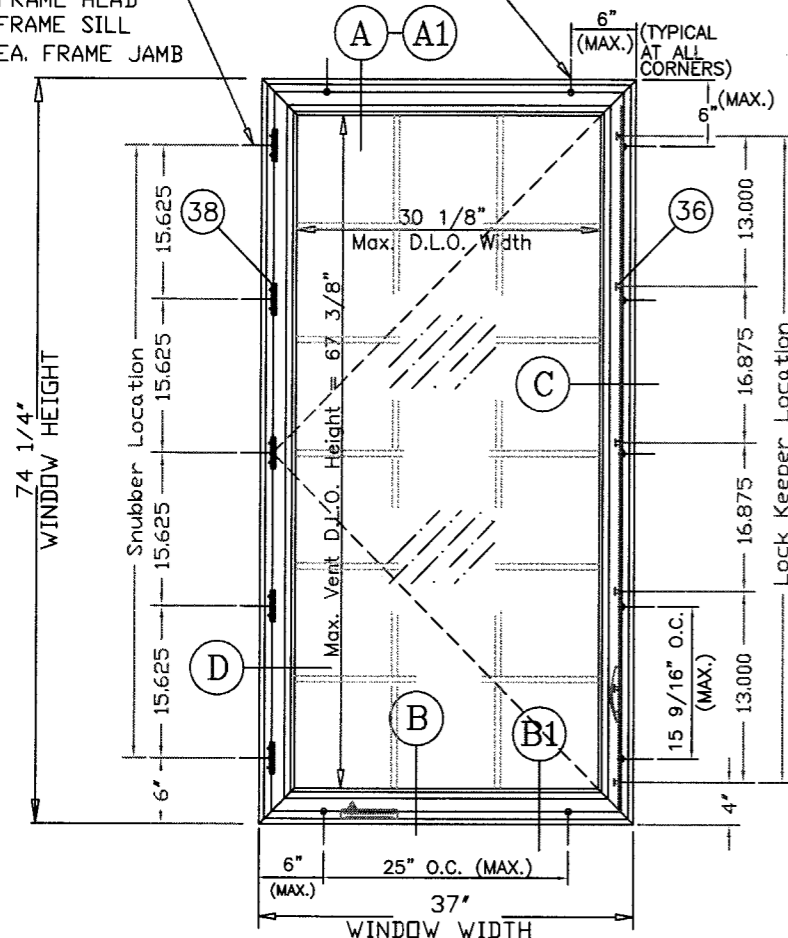 FRAME HEAD
FRAME SILL
EA. FRAME JAMB
A
A1
6"
(MAX.)
(TYPICAL
AT ALL
CORNERS)
6"
(MAX.)
38
36
30 1/8"
Max. D.L.O. Width
Max. Vent D.L.O. Height = 67 3/8"
15.625
15.625
15.625
15.625
6"
Snubber Location
74 1/4"
WINDOW HEIGHT
C
D
B
B1
13.000
16.875
16.875
13.000
4"
Lock Keeper Location
15 9/16" O.C.
(MAX.)
6"
(MAX.)
25" O.C. (MAX.)
37"
WINDOW WIDTH